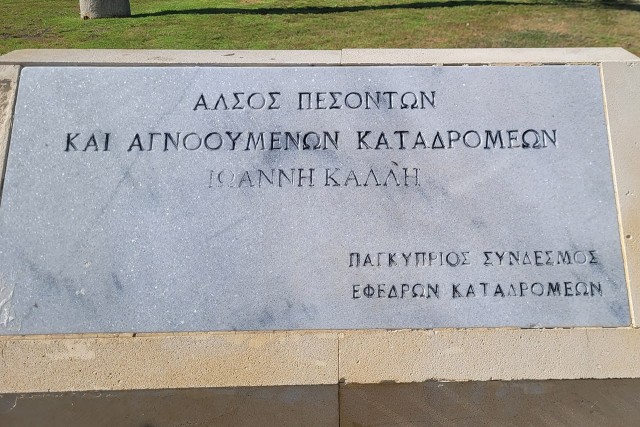 ΑΛΣΟΣ ΠΕΣΟΝΤΩΝ
ΚΑΙ ΑΓΝΟΟΥΜΕΝΩΝ ΚΑΤΑΔΡΟΜΕΩΝ
ΙΩΑΝΝΗ ΚΑΛΛΗ
ΠΑΓΚΥΠΡΙΟΣ ΣΥΝΔΕΣΜΟΣ
ΕΦΕΔΡΩΝ ΚΑΤΑΔΡΟΜΕΩΝ